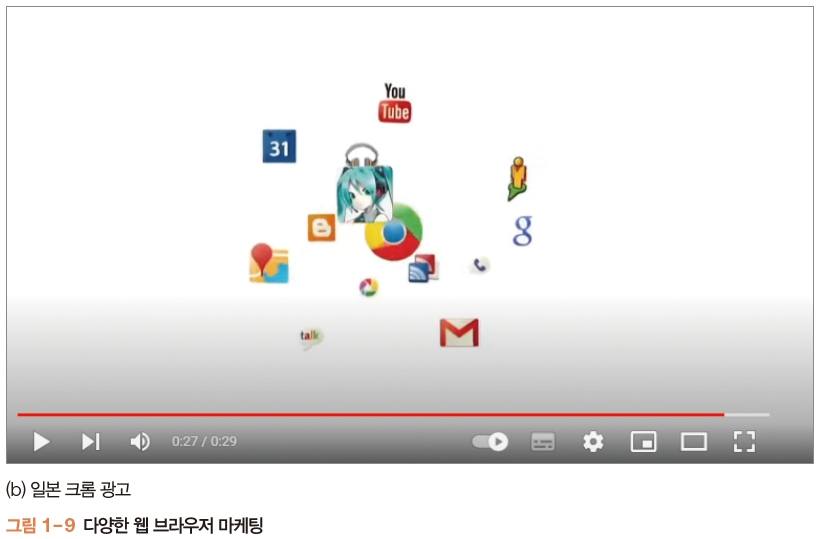 You
Tube
31
g
talk
0:27 / 0:29
(b) 일본 크롬 광고
그림 1-9 다양한 웹 브라우저 마케팅